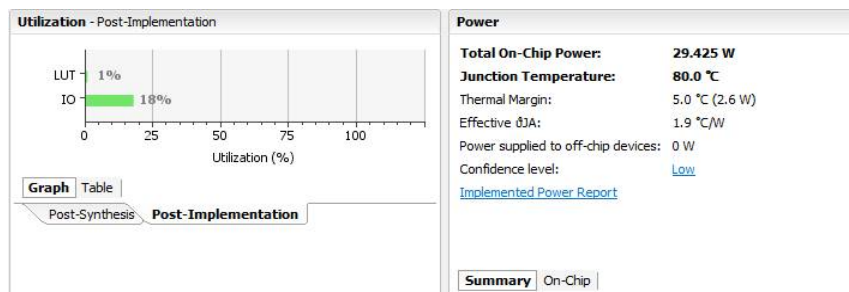 Utilization - Post-Implementation
LUT 1%
IO 18%
0 25 50 75 100
Utilization (%)
Graph Table
Post-Synthesis Post-Implementation
Power
Total On-Chip Power: 29.425 W
Junction Temperature: 80.0 °C
Thermal Margin: 5.0 °C (2.6 W)
Effective ϑJA: 1.9 °C/W
Power supplied to off-chip devices: 0 W
Confidence level: Low
Implemented Power Report
Summary On-Chip